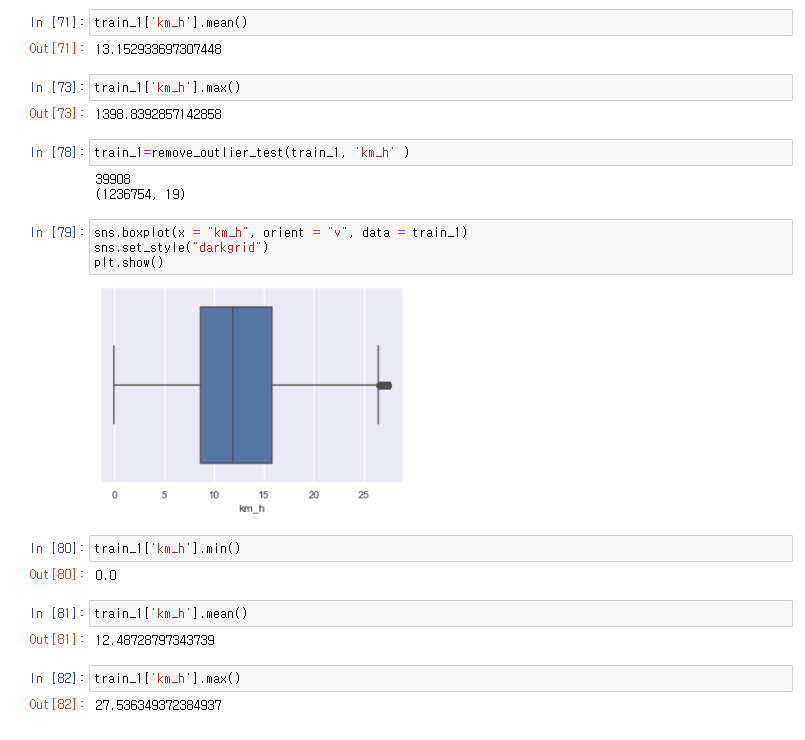 In [71]: train_1['km_h'].mean()
Out[71]: 13.152933697307448
In [73]: train_1['km_h'].max()
Out[73]: 1398.8392857142858
In [78]: train_1=remove_outlier_test(train_1, 'km_h' )
39908
(1236754, 19)
In [79]: sns.boxplot(x = "km_h", orient = "v", data = train_1)
sns.set_style("darkgrid")
plt.show()
0 5 10 15 20 25
km_h
In [80]: train_1['km_h'].min()
Out[80]: 0.0
In [81]: train_1['km_h'].mean()
Out[81]: 12.48728797343739
In [82]: train_1['km_h'].max()
Out[82]: 27.536349372384937